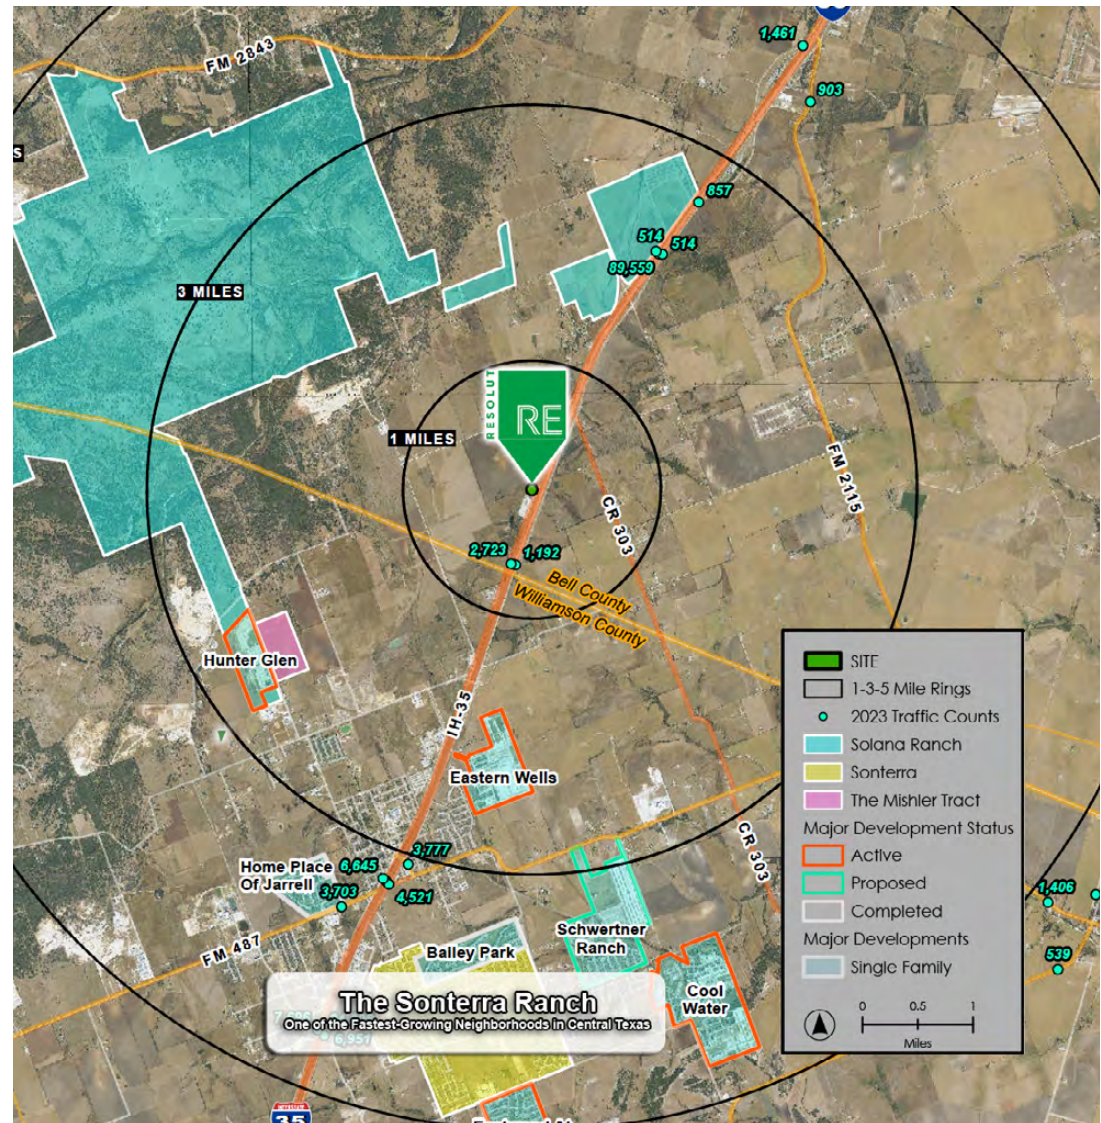 1,461
FM 2843
903
S
857
514
514
89,559
3 MILES
RESOLUT
RE
1 MILES
FM 2115
CR 303
2,723
1,192
Bell County
Williamson County
Hunter Glen
IH-35
Eastern Wells
CR 303
3,777
Home Place
Of Jarrell
6,645
4,521
3,703
FM 487
Schwertner
Ranch
Bailey Park
Cool
Water
The Sonterra Ranch
One of the Fastest-Growing Neighborhoods in Central Texas
6,951
35
1,406
539
SITE
1-3-5 Mile Rings
2023 Traffic Counts
Solana Ranch
Sonterra
The Mishler Tract
Major Development Status
Active
Proposed
Completed
Major Developments
Single Family
0 0.5 1
Miles